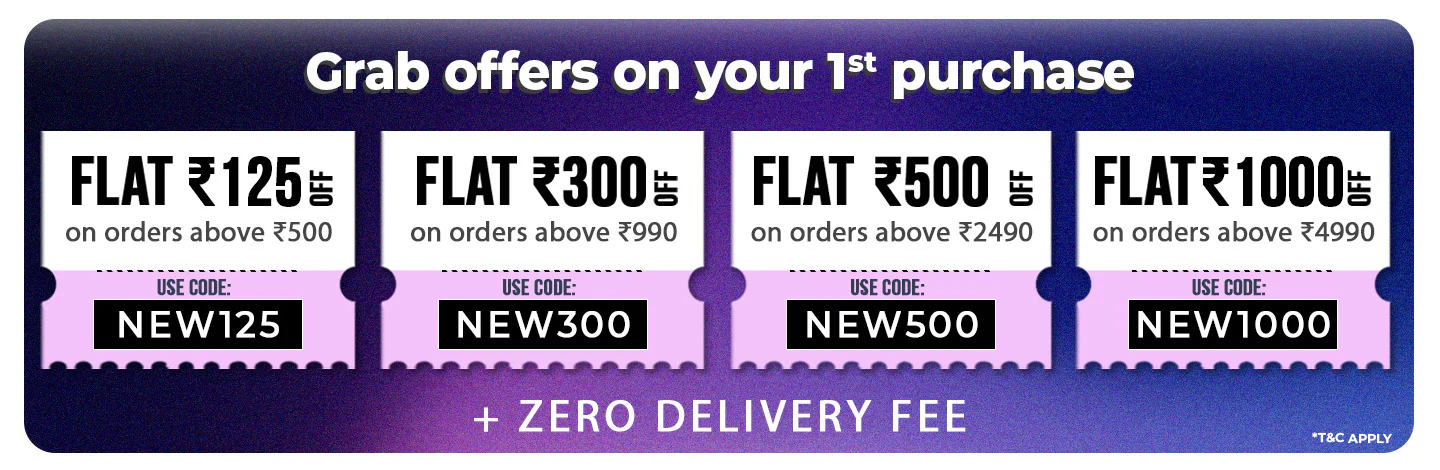 Grab offers on your 1st purchase
FLAT ₹125 OFF
on orders above ₹500
USE CODE:
NEW125
FLAT ₹300 OFF
on orders above ₹990
USE CODE:
NEW300
FLAT ₹500 OFF
on orders above ₹2490
USE CODE:
NEW500
FLAT ₹1000 OFF
on orders above ₹4990
USE CODE:
NEW1000
+ ZERO DELIVERY FEE
*T&C APPLY